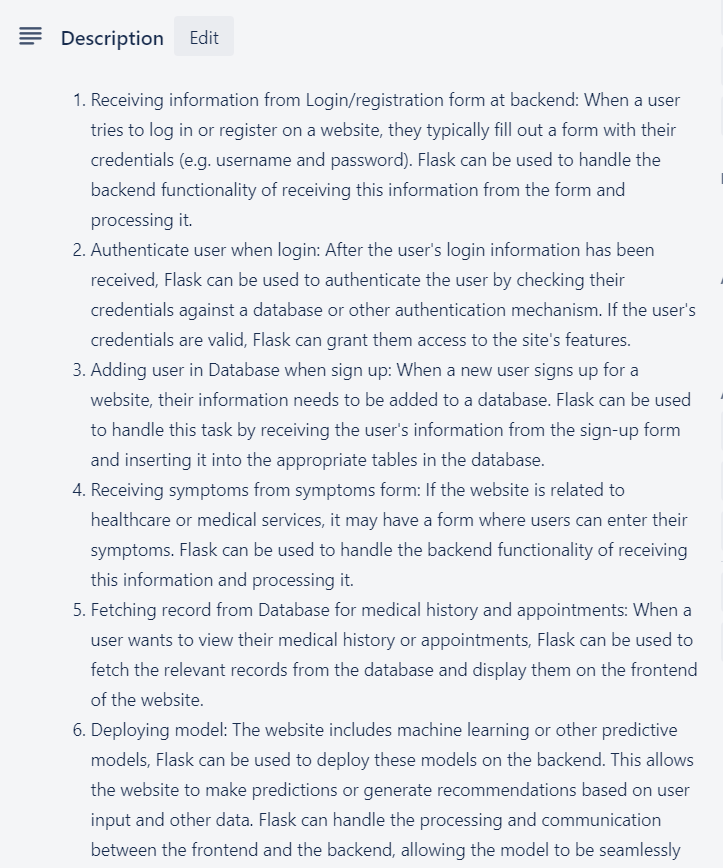 Description Edit
1. Receiving information from Login/registration form at backend: When a user
tries to log in or register on a website, they typically fill out a form with their
credentials (e.g. username and password). Flask can be used to handle the
backend functionality of receiving this information from the form and
processing it.
2. Authenticate user when login: After the user's login information has been
received, Flask can be used to authenticate the user by checking their
credentials against a database or other authentication mechanism. If the user's
credentials are valid, Flask can grant them access to the site's features.
3. Adding user in Database when sign up: When a new user signs up for a
website, their information needs to be added to a database. Flask can be used
to handle this task by receiving the user's information from the sign-up form
and inserting it into the appropriate tables in the database.
4. Receiving symptoms from symptoms form: If the website is related to
healthcare or medical services, it may have a form where users can enter their
symptoms. Flask can be used to handle the backend functionality of receiving
this information and processing it.
5. Fetching record from Database for medical history and appointments: When a
user wants to view their medical history or appointments, Flask can be used to
fetch the relevant records from the database and display them on the frontend
of the website.
6. Deploying model: The website includes machine learning or other predictive
models, Flask can be used to deploy these models on the backend. This allows
the website to make predictions or generate recommendations based on user
input and other data. Flask can handle the processing and communication
between the frontend and the backend, allowing the model to be seamlessly